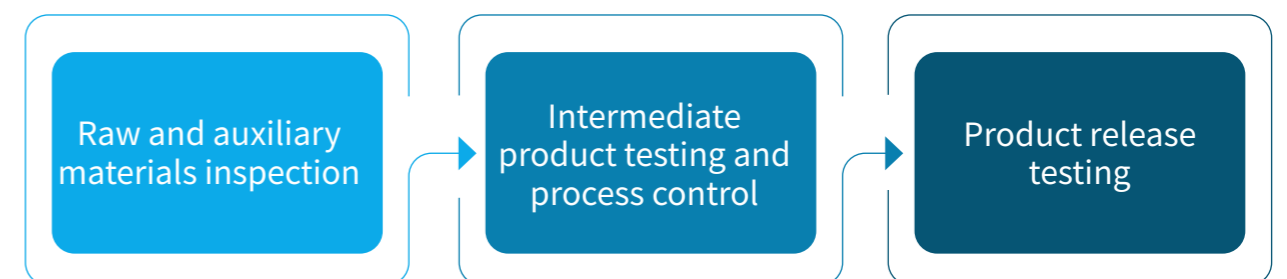 Raw and auxiliary
materials inspection
Intermediate
product testing and
process control
Product release
testing